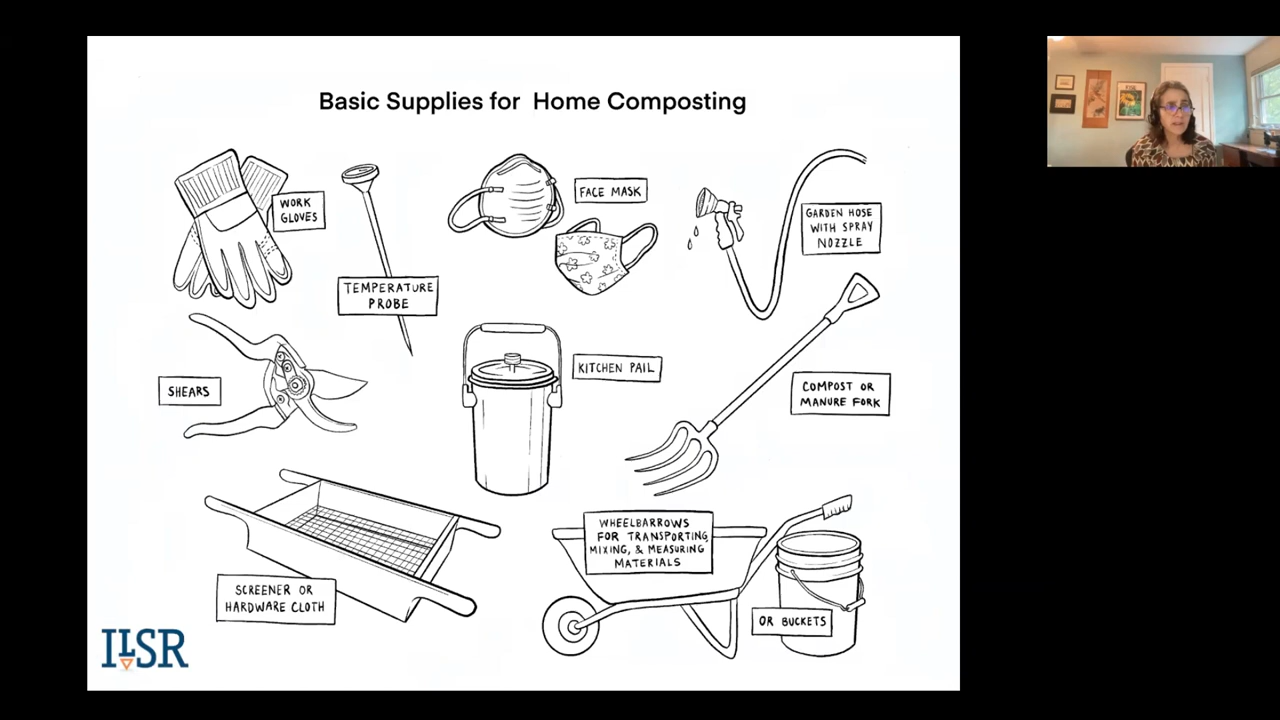 Basic Supplies for Home Composting
WORK
GLOVES
TEMPERATURE
PROBE
FACE MASK
GARDEN HOSE
WITH SPRAY
NOZZLE
SHEARS
KITCHEN PAIL
COMPOST OR
MANURE FORK
SCREENER OR
HARDWARE CLOTH
WHEELBARROWS
FOR TRANSPORTING,
MIXING, & MEASURING
MATERIALS
OR BUCKETS
ILSR